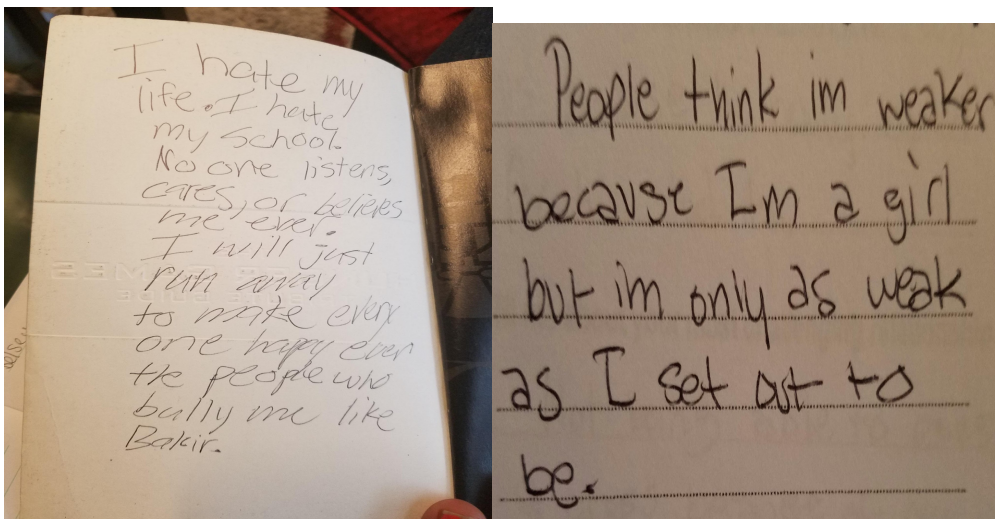 I hate my
life. I hate
my school.
No one listens,
cares, or believes
me ever.
I will just
run away
to make every
one happy even
the people who
bully me like
Bakir.
People think im weaker
because Im a girl
but im only as weak
as I set out to
be.